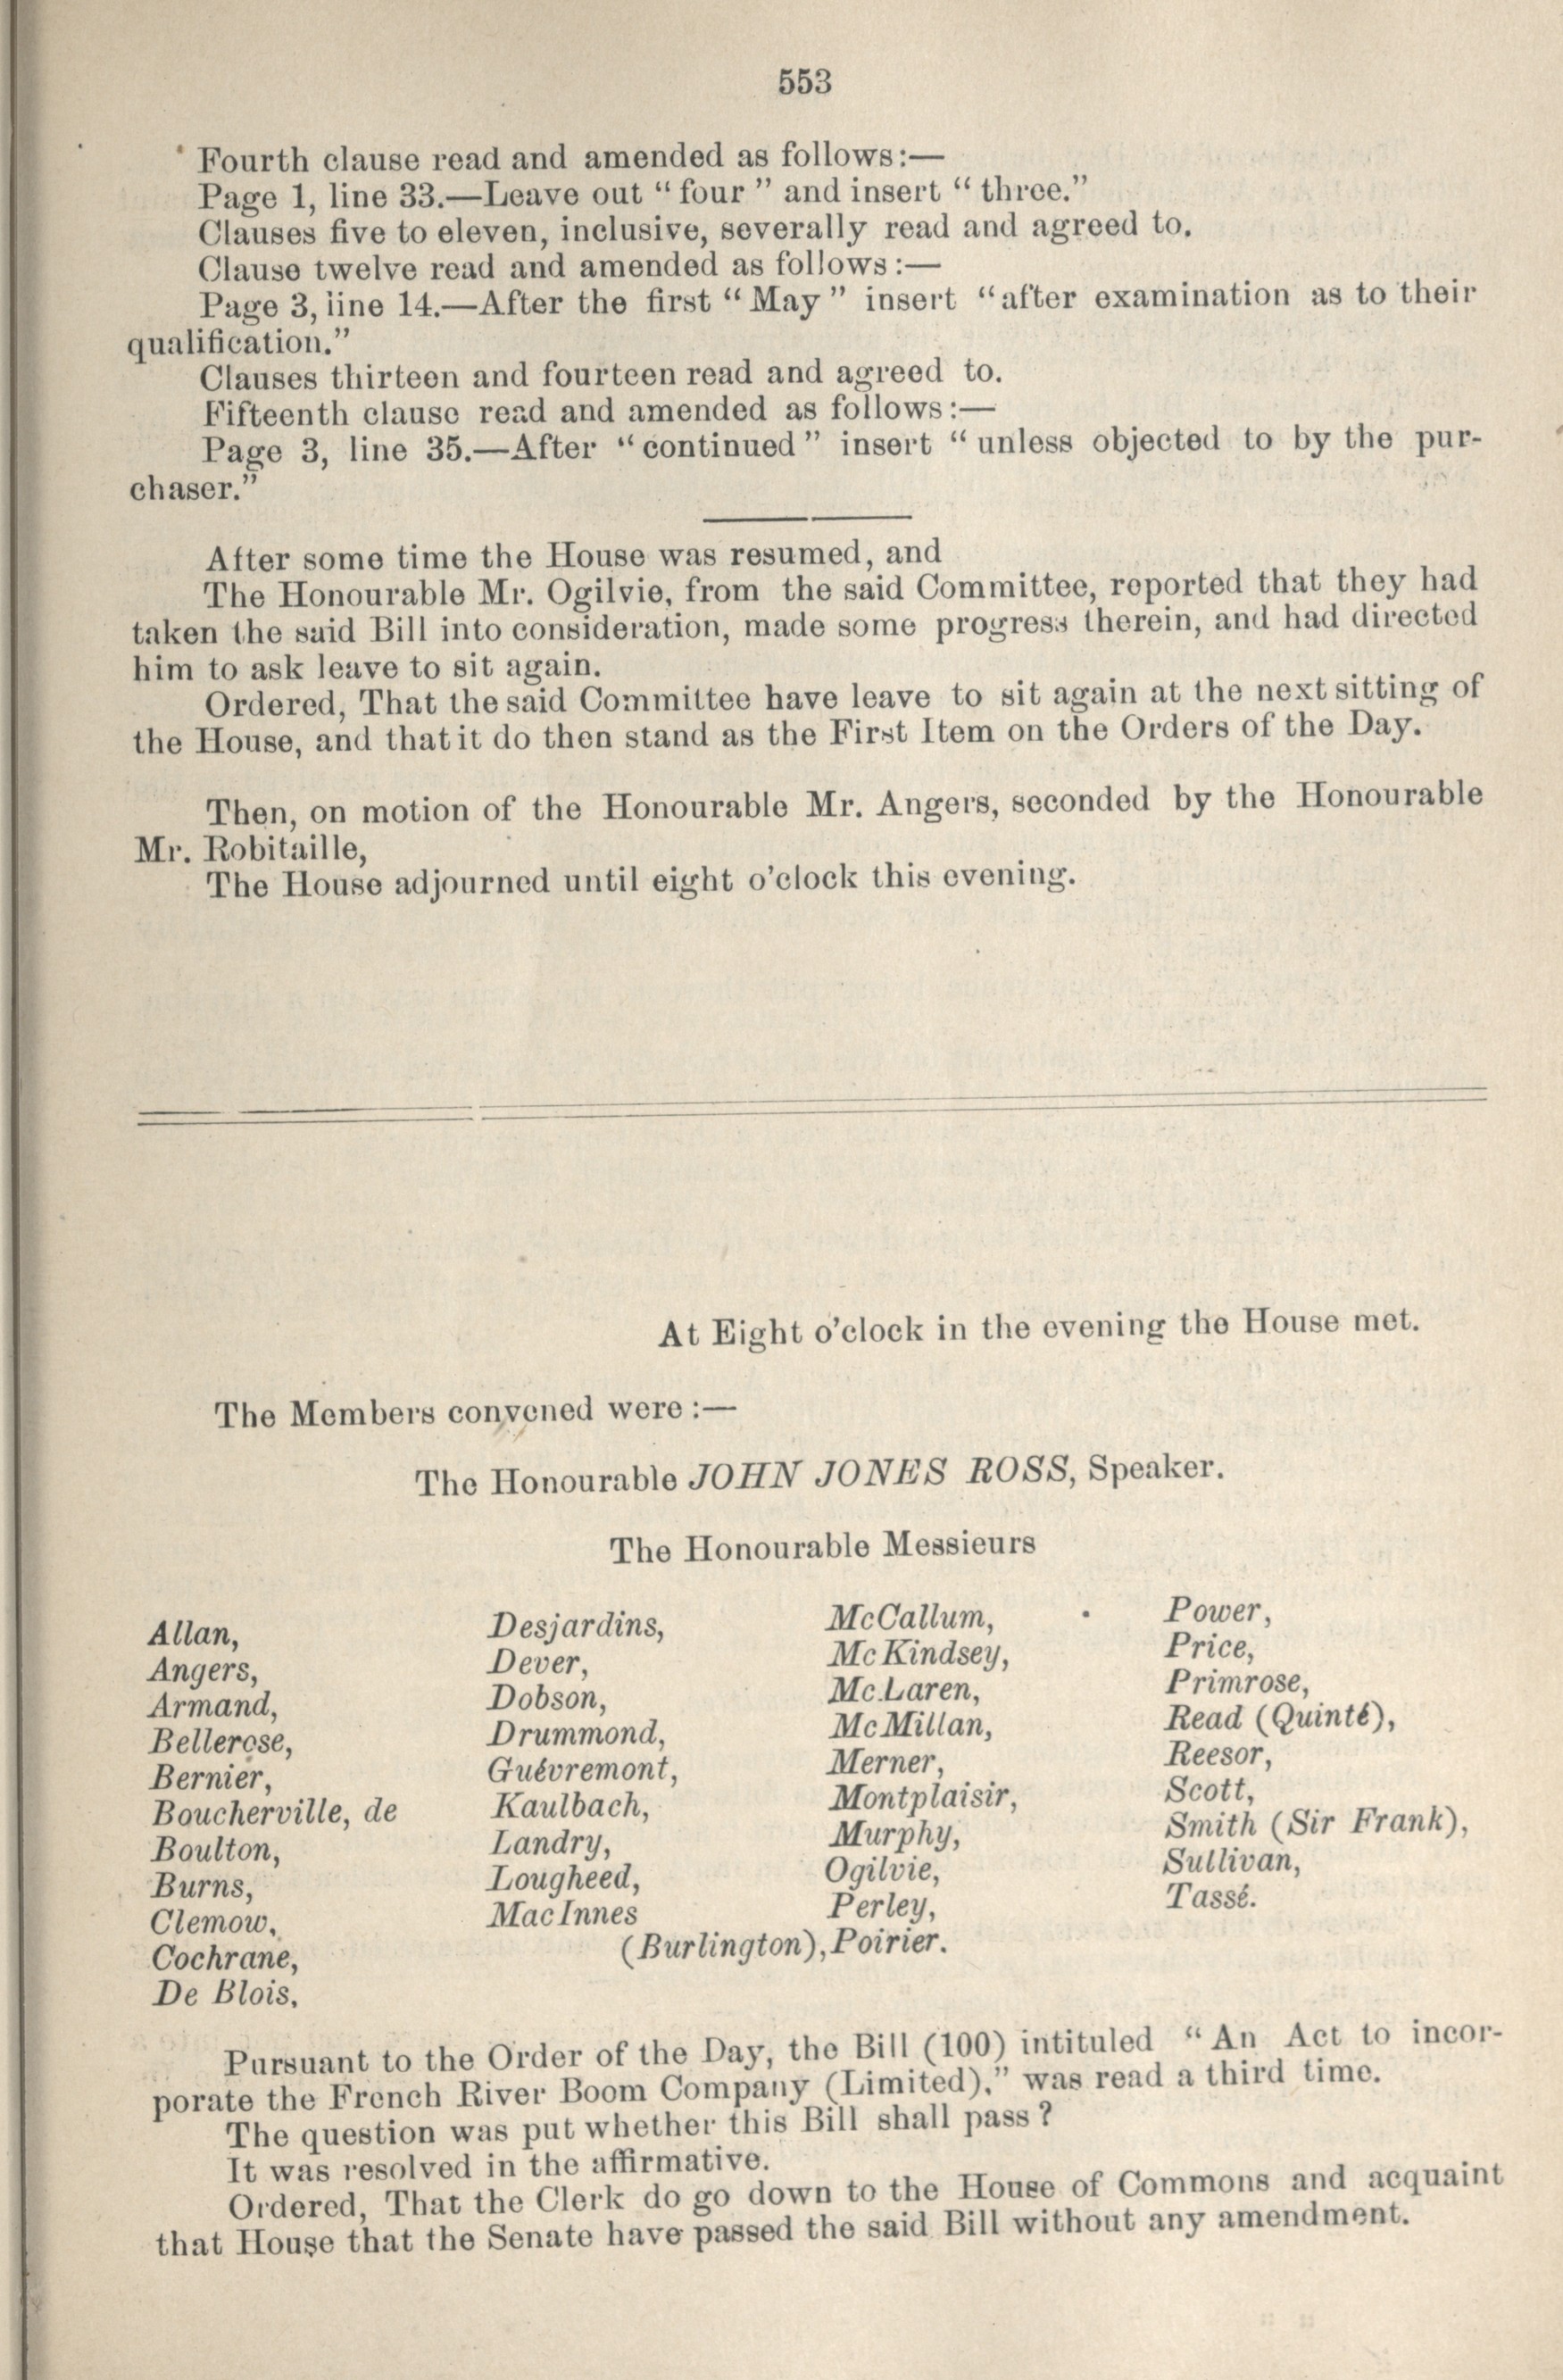 553
Fourth clause read and amended as follows:—
Page 1, line 33.—Leave out " four " and insert " three."
Clauses five to eleven, inclusive, severally read and agreed to.
Clause twelve read and amended as follows :—
Page 3, line 14.—After the first " May " insert "after examination as to their
qualification."
Clauses thirteen and fourteen read and agreed to.
Fifteenth clause read and amended as follows :—
Page 3, line 35.—After "continued" insert "unless objected to by the pur-
chaser."
After some time the House was resumed, and
The Honourable Mr. Ogilvie, from the said Committee, reported that they had
taken the said Bill into consideration, made some progress therein, and had directed
him to ask leave to sit again.
Ordered, That the said Committee have leave to sit again at the next sitting of
the House, and that it do then stand as the First Item on the Orders of the Day.
Then, on motion of the Honourable Mr. Angers, seconded by the Honourable
Mr. Robitaille,
The House adjourned until eight o'clock this evening.
At Eight o'clock in the evening the House met.
The Members convened were :—
The Honourable JOHN JONES ROSS, Speaker.
The Honourable Messieurs
Allan,
Angers,
Armand,
Bellerose,
Bernier,
Boucherville, de
Boulton,
Burns,
Clemow,
Cochrane,
De Blois,
Desjardins,
Dever,
Dobson,
Drummond,
Guévremont,
Kaulbach,
Landry,
Lougheed,
MacInnes
(Burlington),
McCallum,
McKindsey,
McLaren,
McMillan,
Merner,
Montplaisir,
Murphy,
Ogilvie,
Perley,
Poirier.
Power,
Price,
Primrose,
Read (Quinté),
Reesor,
Scott,
Smith (Sir Frank),
Sullivan,
Tassé.
Pursuant to the Order of the Day, the Bill (100) intituled " An Act to incor-
porate the French River Boom Company (Limited)," was read a third time.
The question was put whether this Bill shall pass ?
It was resolved in the affirmative.
Ordered, That the Clerk do go down to the House of Commons and acquaint
that House that the Senate have passed the said Bill without any amendment.